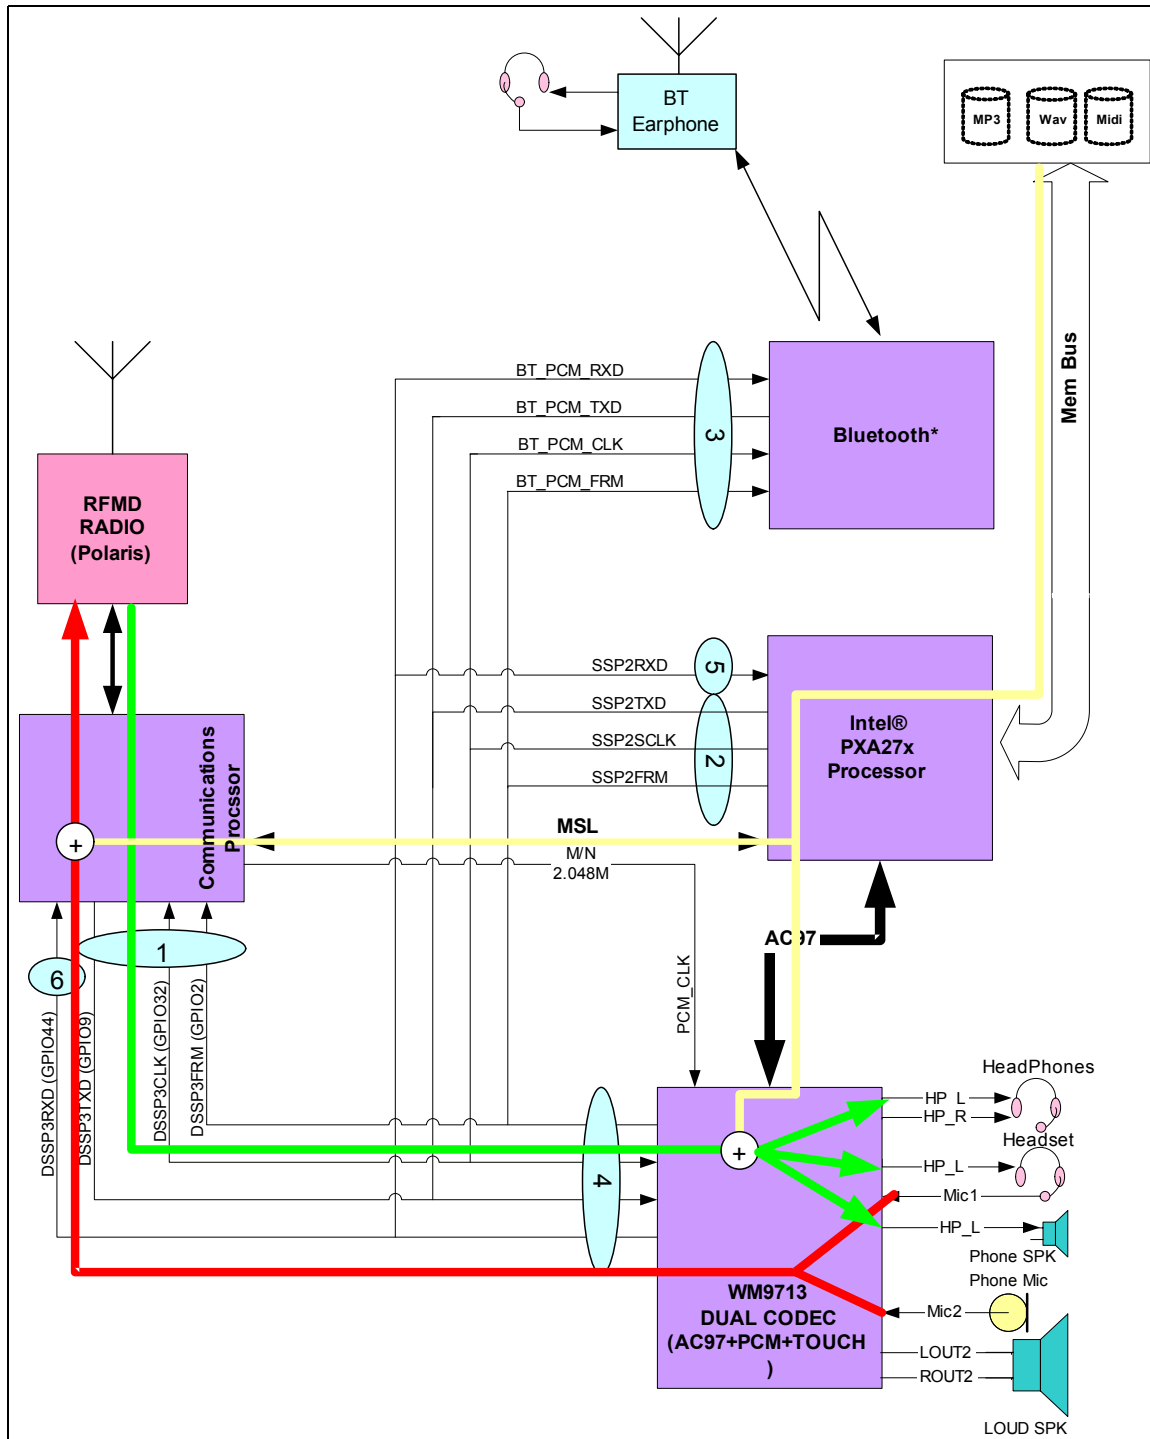 BT
Earphone
MP3
Wav
Midi
Mem Bus
BT_PCM_RXD
BT_PCM_TXD
BT_PCM_CLK
BT_PCM_FRM
3
Bluetooth*
RFMD
RADIO
(Polaris)
SSP2RXD
SSP2TXD
SSP2SCLK
SSP2FRM
5
2
Intel®
PXA27x
Processor
Communications
Procssor
+
MSL
M/N
2.048M
AC97
1
6
DSSP3RXD (GPIO44)
DSSP3TXD (GPIO9)
DSSP3CLK (GPIO32)
DSSP3FRM (GPIO2)
PCM_CLK
4
+
HeadPhones
HP_L
HP_R
Headset
HP_L
Mic1
HP_L
Phone SPK
Phone Mic
Mic2
WM9713
DUAL CODEC
(AC97+PCM+TOUCH
)
LOUT2
ROUT2
LOUD SPK